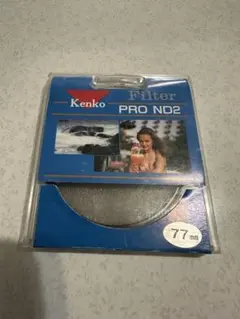 Kenko
Filter
PRO ND2
77mm